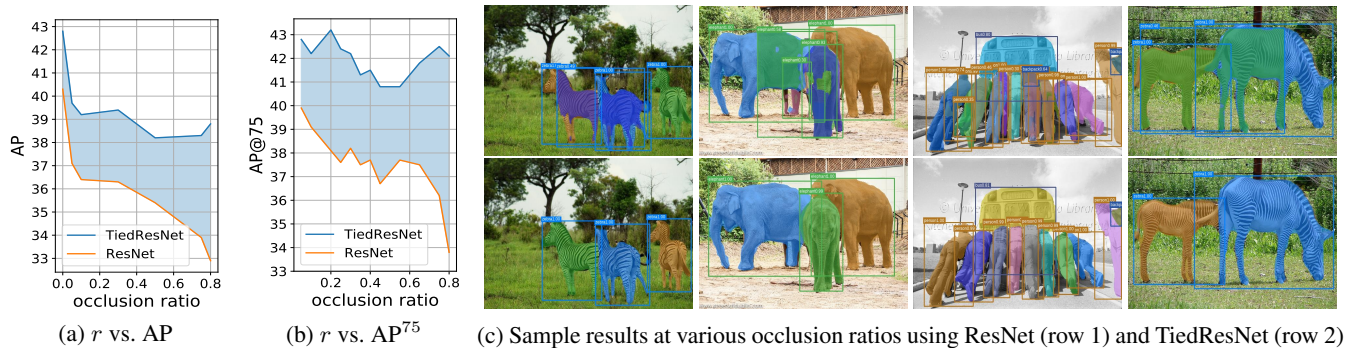 43
42
41
40
39
38
37
36
35
34
33
AP
TiedResNet
ResNet
0.0 0.2 0.4 0.6 0.8
occlusion ratio
(a) r vs. AP
43
42
41
40
39
38
37
36
35
34
33
AP@75
TiedResNet
ResNet
0.2 0.4 0.6 0.8
occlusion ratio
(b) r vs. AP75
(c) Sample results at various occlusion ratios using ResNet (row 1) and TiedResNet (row 2)